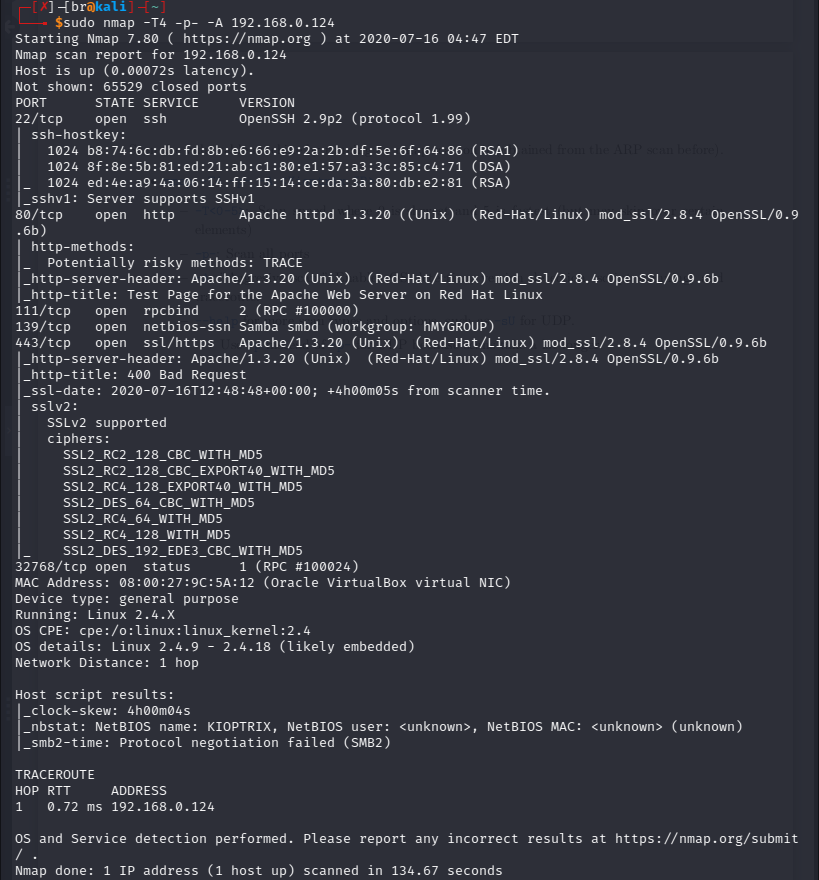 ┌─[✗]─[br@kali]─[~]
└──╼ $sudo nmap -T4 -p- -A 192.168.0.124
Starting Nmap 7.80 ( https://nmap.org ) at 2020-07-16 04:47 EDT
Nmap scan report for 192.168.0.124
Host is up (0.00072s latency).
Not shown: 65529 closed ports
PORT      STATE SERVICE     VERSION
22/tcp    open  ssh         OpenSSH 2.9p2 (protocol 1.99)
| ssh-hostkey:
|   1024 b8:74:6c:db:fd:8b:e6:66:e9:2a:2b:df:5e:6f:64:86 (RSA1)
|   1024 8f:8e:5b:81:ed:21:ab:c1:80:e1:57:a3:3c:85:c4:71 (DSA)
|_  1024 ed:4e:a9:4a:06:14:ff:15:14:ce:da:3a:80:db:e2:81 (RSA)
|_sshv1: Server supports SSHv1
80/tcp    open  http        Apache httpd 1.3.20 ((Unix)  (Red-Hat/Linux) mod_ssl/2.8.4 OpenSSL/0.9
.6b)
| http-methods:
|_  Potentially risky methods: TRACE
|_http-server-header: Apache/1.3.20 (Unix)  (Red-Hat/Linux) mod_ssl/2.8.4 OpenSSL/0.9.6b
|_http-title: Test Page for the Apache Web Server on Red Hat Linux
111/tcp   open  rpcbind     2 (RPC #100000)
139/tcp   open  netbios-ssn Samba smbd (workgroup: hMYGROUP)
443/tcp   open  ssl/https   Apache/1.3.20 (Unix)  (Red-Hat/Linux) mod_ssl/2.8.4 OpenSSL/0.9.6b
|_http-server-header: Apache/1.3.20 (Unix)  (Red-Hat/Linux) mod_ssl/2.8.4 OpenSSL/0.9.6b
|_http-title: 400 Bad Request
|_ssl-date: 2020-07-16T12:48:48+00:00; +4h00m05s from scanner time.
| sslv2:
|   SSLv2 supported
|   ciphers:
|     SSL2_RC2_128_CBC_WITH_MD5
|     SSL2_RC2_128_CBC_EXPORT40_WITH_MD5
|     SSL2_RC4_128_EXPORT40_WITH_MD5
|     SSL2_DES_64_CBC_WITH_MD5
|     SSL2_RC4_64_WITH_MD5
|     SSL2_RC4_128_WITH_MD5
|_    SSL2_DES_192_EDE3_CBC_WITH_MD5
32768/tcp open  status      1 (RPC #100024)
MAC Address: 08:00:27:9C:5A:12 (Oracle VirtualBox virtual NIC)
Device type: general purpose
Running: Linux 2.4.X
OS CPE: cpe:/o:linux:linux_kernel:2.4
OS details: Linux 2.4.9 - 2.4.18 (likely embedded)
Network Distance: 1 hop

Host script results:
|_clock-skew: 4h00m04s
|_nbstat: NetBIOS name: KIOPTRIX, NetBIOS user: <unknown>, NetBIOS MAC: <unknown> (unknown)
|_smb2-time: Protocol negotiation failed (SMB2)

TRACEROUTE
HOP RTT     ADDRESS
1   0.72 ms 192.168.0.124

OS and Service detection performed. Please report any incorrect results at https://nmap.org/submit
/ .
Nmap done: 1 IP address (1 host up) scanned in 134.67 seconds